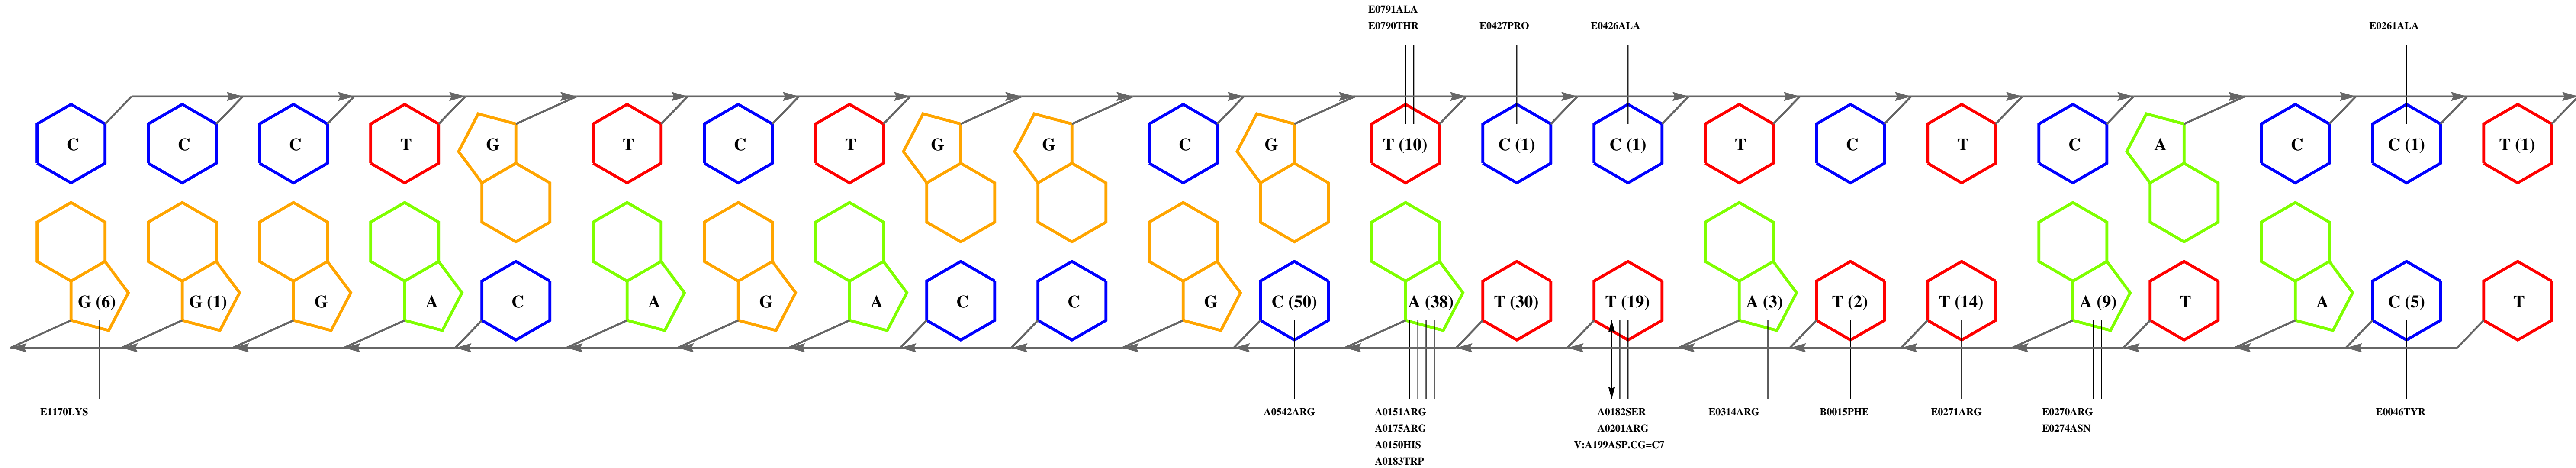 E0791ALA
E0790THR E0427PRO E0426ALA E0261ALA
C C C T G T C T G G C G T (10) C (1) C (1) T C T C A C C (1) T (1)
G (6) G (1) G A C A G A C C G C (50) A (38) T (30) T (19) A (3) T (2) T (14) A (9) T A C (5) T
E1170LYS A0542ARG A0151ARG A0182SER E0314ARG B0015PHE E0271ARG E0270ARG E0046TYR
A0175ARG A0201ARG E0274ASN
A0150HIS V:A199ASP.CG=C7
A0183TRP